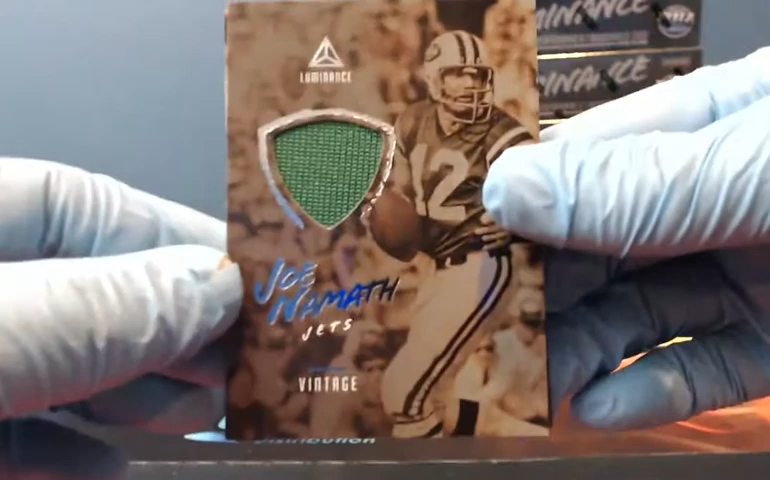 LUMINANCE
12
JOE
NAMATH
JETS
VINTAGE